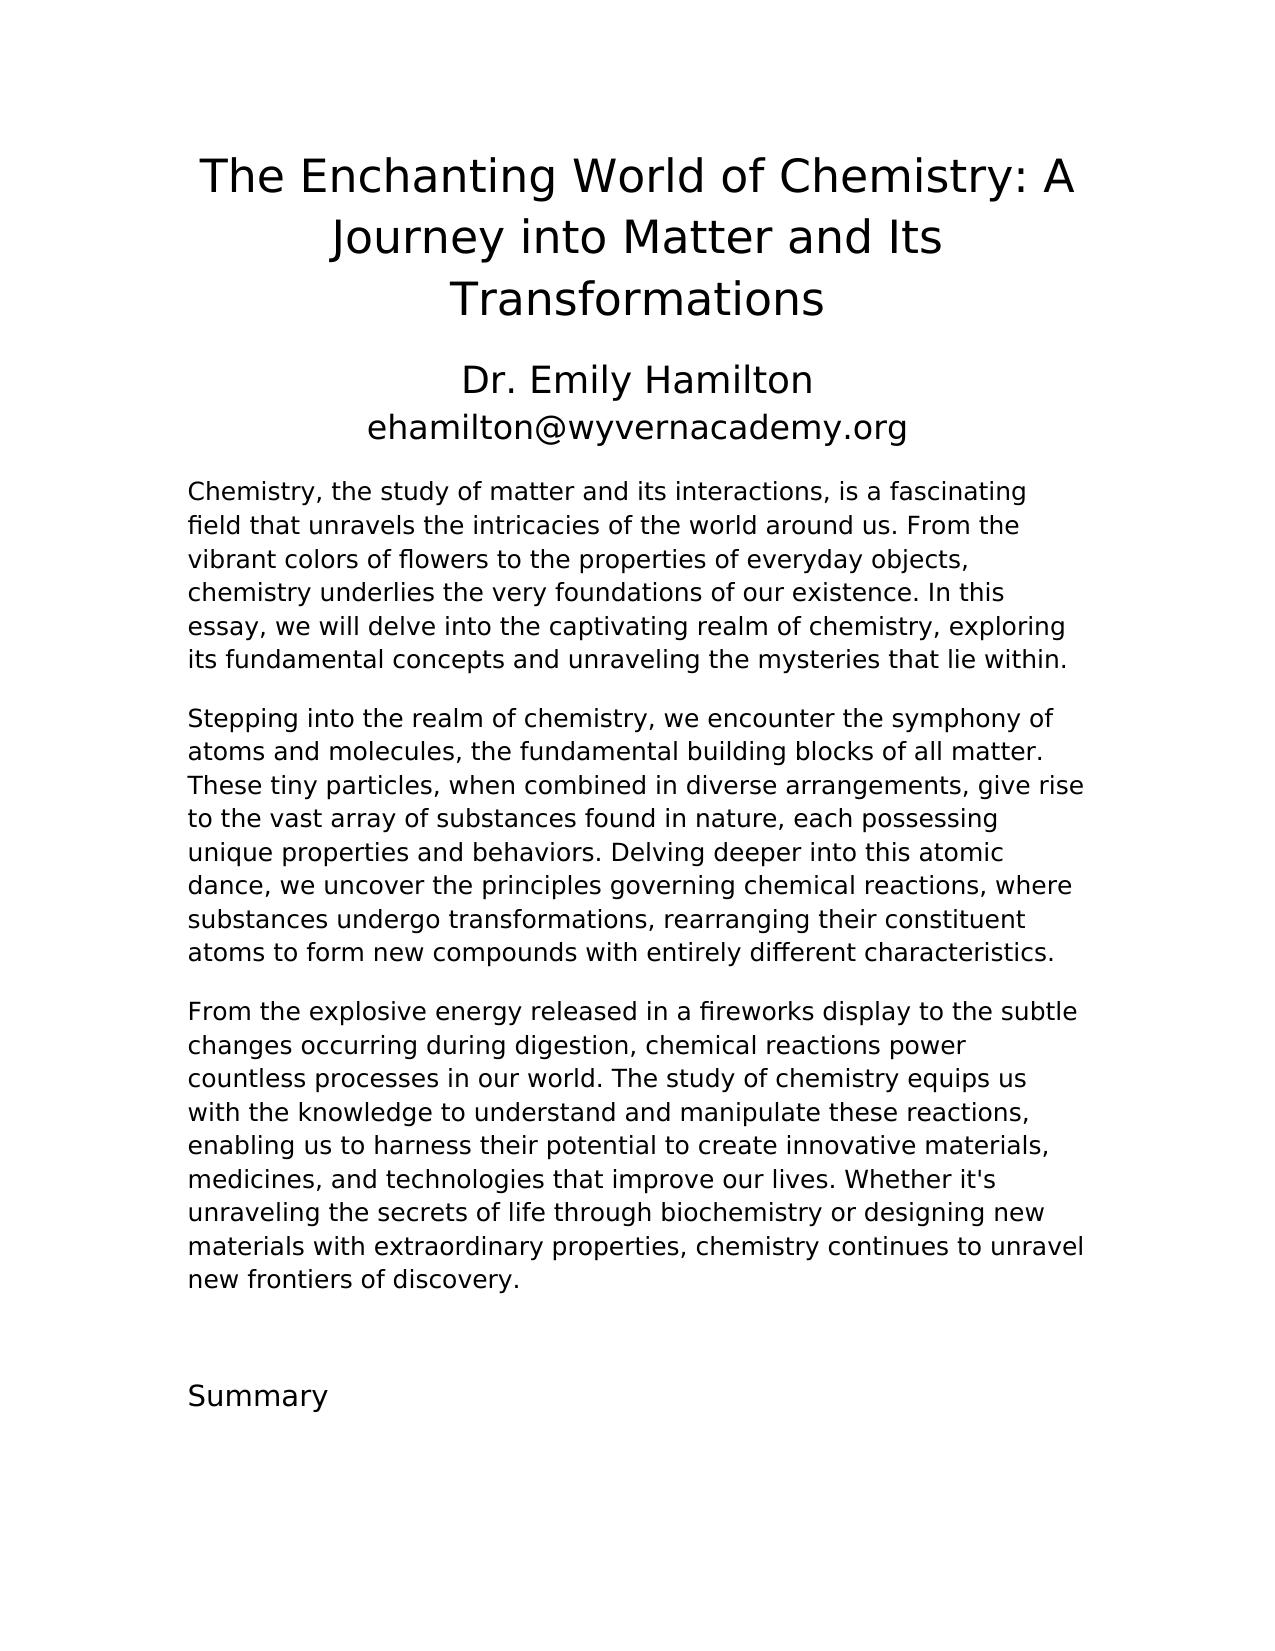 The Enchanting World of Chemistry: A
Journey into Matter and Its
Transformations
Dr. Emily Hamilton
ehamilton@wyvernacademy.org
Chemistry, the study of matter and its interactions, is a fascinating
field that unravels the intricacies of the world around us. From the
vibrant colors of flowers to the properties of everyday objects,
chemistry underlies the very foundations of our existence. In this
essay, we will delve into the captivating realm of chemistry, exploring
its fundamental concepts and unraveling the mysteries that lie within.
Stepping into the realm of chemistry, we encounter the symphony of
atoms and molecules, the fundamental building blocks of all matter.
These tiny particles, when combined in diverse arrangements, give rise
to the vast array of substances found in nature, each possessing
unique properties and behaviors. Delving deeper into this atomic
dance, we uncover the principles governing chemical reactions, where
substances undergo transformations, rearranging their constituent
atoms to form new compounds with entirely different characteristics.
From the explosive energy released in a fireworks display to the subtle
changes occurring during digestion, chemical reactions power
countless processes in our world. The study of chemistry equips us
with the knowledge to understand and manipulate these reactions,
enabling us to harness their potential to create innovative materials,
medicines, and technologies that improve our lives. Whether it's
unraveling the secrets of life through biochemistry or designing new
materials with extraordinary properties, chemistry continues to unravel
new frontiers of discovery.
Summary